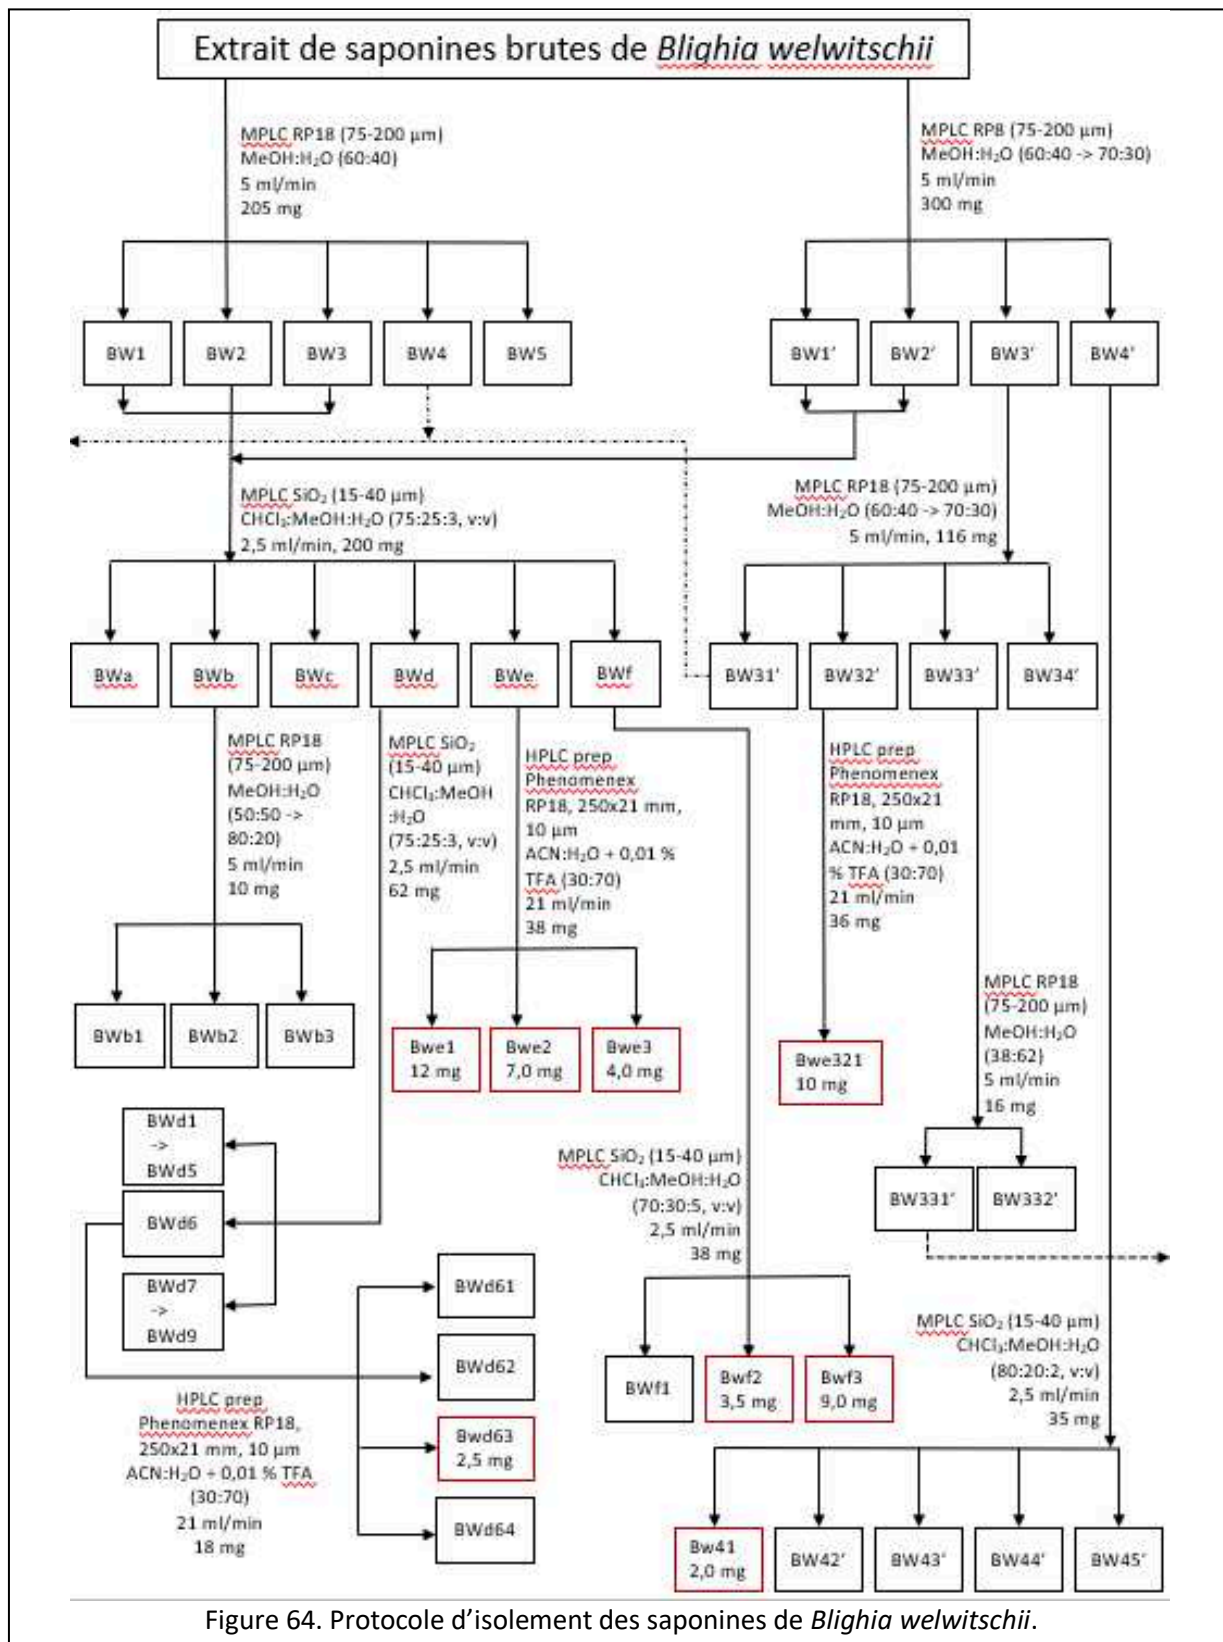 Extrait de saponines brutes de Blighia welwitschii
MPLC RP18 (75-200 µm)
MeOH:H₂O (60:40)
5 ml/min
205 mg
MPLC RP8 (75-200 µm)
MeOH:H₂O (60:40 -> 70:30)
5 ml/min
300 mg
BW1
BW2
BW3
BW4
BW5
BW1'
BW2'
BW3'
BW4'
MPLC SiO₂ (15-40 µm)
CHCl₃:MeOH:H₂O (75:25:3, v:v)
2,5 ml/min, 200 mg
MPLC RP18 (75-200 µm)
MeOH:H₂O (60:40 -> 70:30)
5 ml/min, 116 mg
BWa
BWb
BWc
BWd
BWe
BWf
BW31'
BW32'
BW33'
BW34'
MPLC RP18
(75-200 µm)
MeOH:H₂O
(50:50 ->
80:20)
5 ml/min
10 mg
MPLC SiO₂
(15-40 µm)
CHCl₃:MeOH
:H₂O
(75:25:3, v:v)
2,5 ml/min
62 mg
HPLC prep
Phenomenex
RP18, 250x21 mm,
10 µm
ACN:H₂O + 0,01 %
TFA (30:70)
21 ml/min
38 mg
HPLC prep
Phenomenex
RP18, 250x21
mm, 10 µm
ACN:H₂O + 0,01
% TFA (30:70)
21 ml/min
36 mg
MPLC RP18
(75-200 µm)
MeOH:H₂O
(38:62)
5 ml/min
16 mg
BWb1
BWb2
BWb3
Bwe1
12 mg
Bwe2
7,0 mg
Bwe3
4,0 mg
Bwe321
10 mg
BWd1
->
BWd5
BWd6
BWd7
->
BWd9
MPLC SiO₂ (15-40 µm)
CHCl₃:MeOH:H₂O
(70:30:5, v:v)
2,5 ml/min
38 mg
BW331'
BW332'
BWd61
BWd62
Bwd63
2,5 mg
BWd64
HPLC prep
Phenomenex RP18,
250x21 mm, 10 µm
ACN:H₂O + 0,01 % TFA
(30:70)
21 ml/min
18 mg
BWf1
Bwf2
3,5 mg
Bwf3
9,0 mg
MPLC SiO₂ (15-40 µm)
CHCl₃:MeOH:H₂O
(80:20:2, v:v)
2,5 ml/min
35 mg
Bw41
2,0 mg
BW42'
BW43'
BW44'
BW45'
Figure 64. Protocole d'isolement des saponines de Blighia welwitschii.